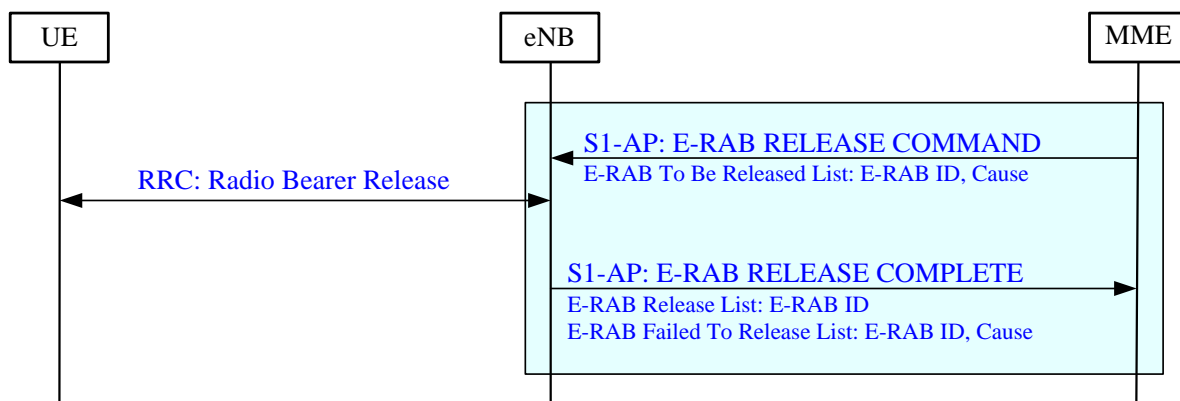 UE
eNB
MME
S1-AP: E-RAB RELEASE COMMAND
E-RAB To Be Released List: E-RAB ID, Cause
RRC: Radio Bearer Release
S1-AP: E-RAB RELEASE COMPLETE
E-RAB Release List: E-RAB ID
E-RAB Failed To Release List: E-RAB ID, Cause